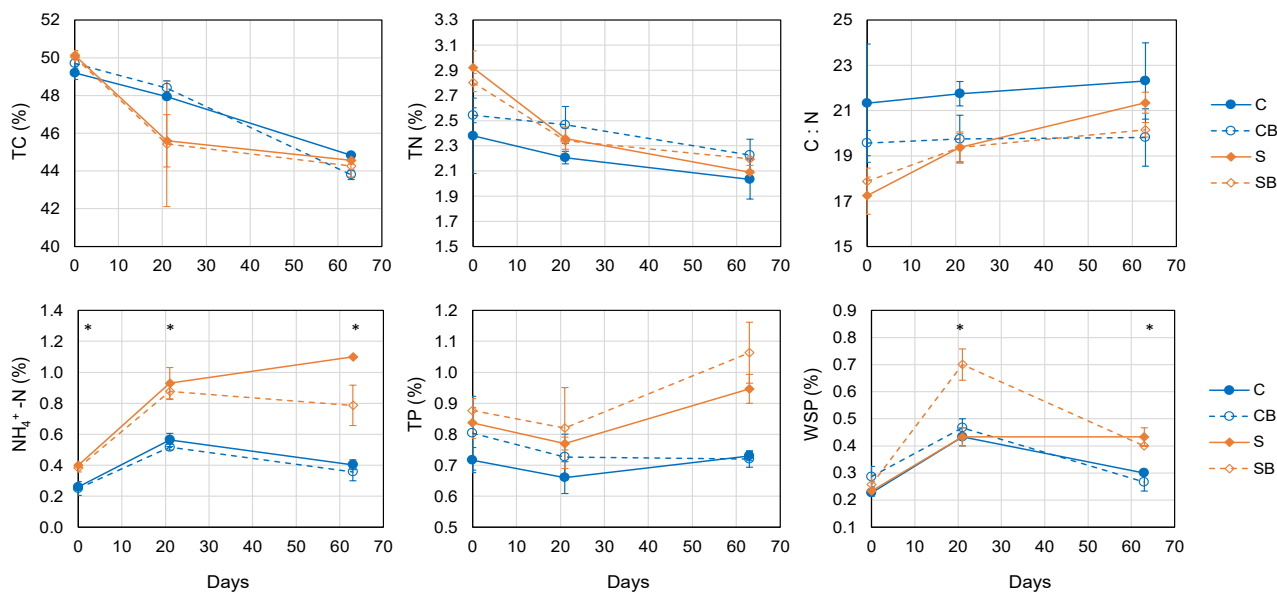 TC (%)
52
50
48
46
44
42
40
0 10 20 30 40 50 60 70
TN (%)
3.3
3.1
2.9
2.7
2.5
2.3
2.1
1.9
1.7
1.5
0 10 20 30 40 50 60 70
C : N
25
23
21
19
17
15
0 10 20 30 40 50 60 70
C
CB
S
SB
NH₄⁺ -N (%)
1.4
1.2
1.0
0.8
0.6
0.4
0.2
0.0
* * *
0 10 20 30 40 50 60 70
Days
TP (%)
1.2
1.1
1.0
0.9
0.8
0.7
0.6
0.5
0 10 20 30 40 50 60 70
Days
WSP (%)
0.9
0.8
0.7
0.6
0.5
0.4
0.3
0.2
0.1
* *
0 10 20 30 40 50 60 70
Days
C
CB
S
SB